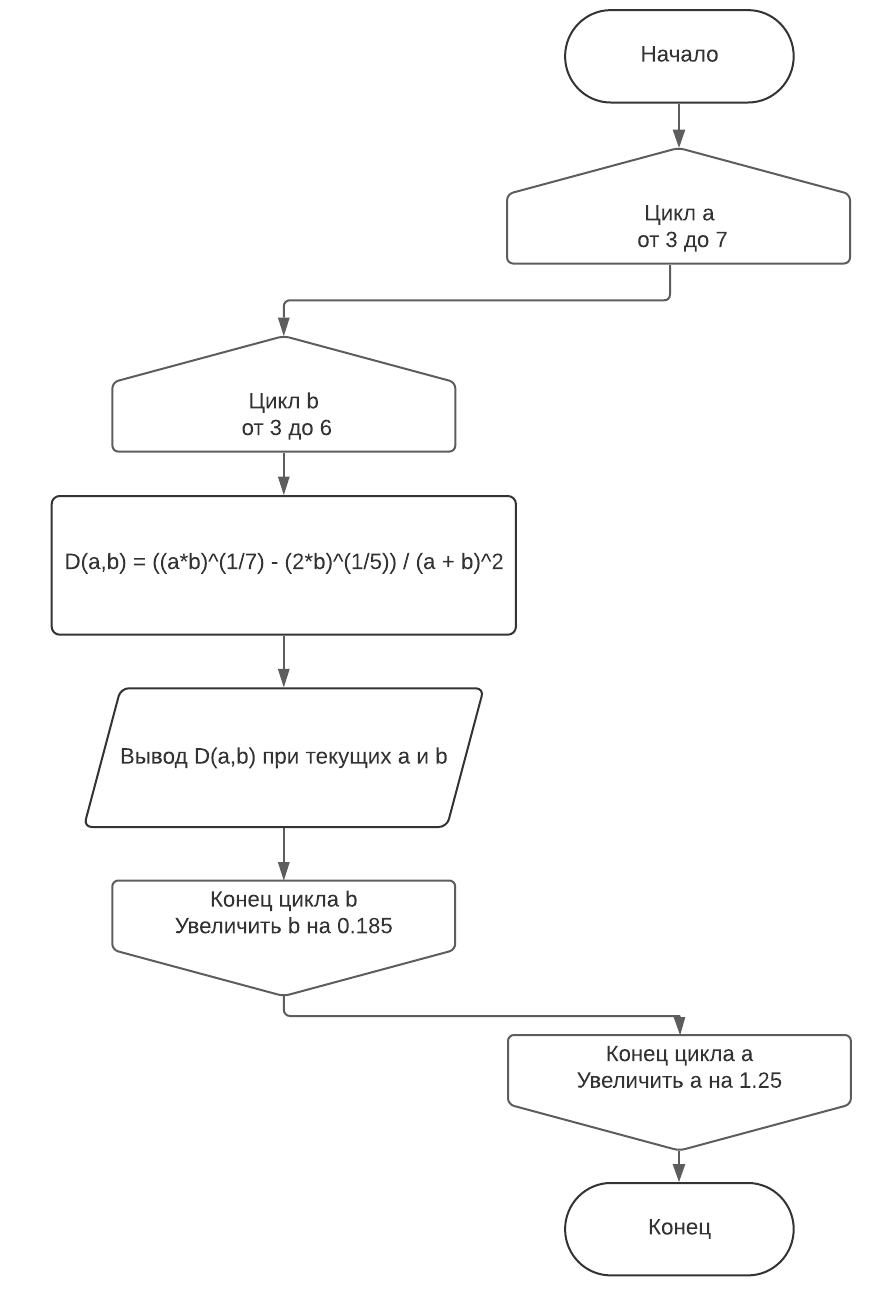 Начало
Цикл a
от 3 до 7
Цикл b
от 3 до 6
D(a,b) = ((a*b)^(1/7) - (2*b)^(1/5)) / (a + b)^2
Вывод D(a,b) при текущих a и b
Конец цикла b
Увеличить b на 0.185
Конец цикла a
Увеличить a на 1.25
Конец